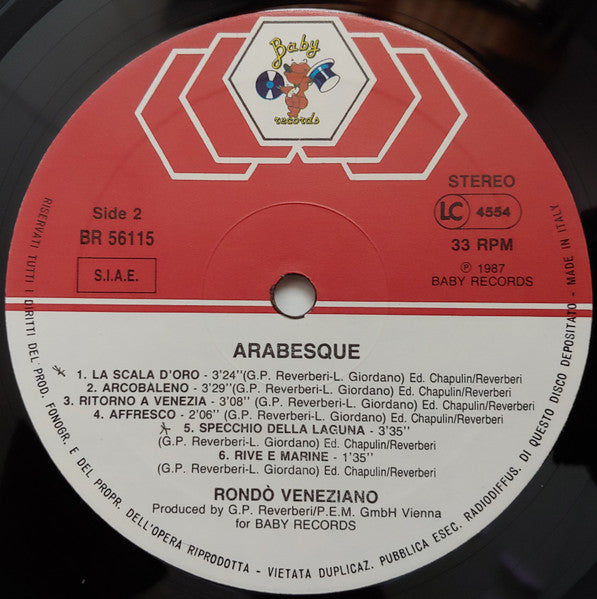 Baby
records
STEREO
LC 4554
33 RPM
℗ 1987
BABY RECORDS
Side 2
BR 56115
S.I.A.E.
ARABESQUE
1. LA SCALA D'ORO - 3'24" (G.P. Reverberi-L. Giordano) Ed. Chapulin/Reverberi
2. ARCOBALENO - 3'29" (G.P. Reverberi-L. Giordano) Ed. Chapulin/Reverberi
3. RITORNO A VENEZIA - 3'08" (G.P. Reverberi-L. Giordano) Ed. Chapulin/Reverberi
4. AFFRESCO - 2'06" (G.P. Reverberi-L. Giordano) Ed. Chapulin/Reverberi
5. SPECCHIO DELLA LAGUNA - 3'35"
(G.P. Reverberi-L. Giordano) Ed. Chapulin/Reverberi
6. RIVE E MARINE - 1'35"
(G.P. Reverberi-L. Giordano) Ed. Chapulin/Reverberi
RONDÒ VENEZIANO
Produced by G.P. Reverberi/P.E.M. GmbH Vienna
for BABY RECORDS
RISERVATI TUTTI I DIRITTI DEL PROD. FONOGR. E DEL PROPR. DELL'OPERA RIPRODOTTA - VIETATA DUPLICAZ. PUBBLICA ESEC. RADIODIFFUS. DI QUESTO DISCO DEPOSITATO - MADE IN ITALY